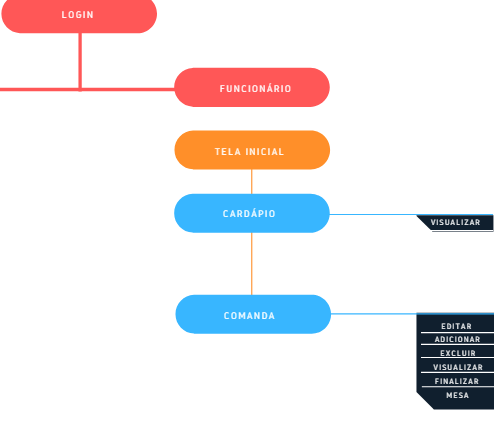 LOGIN
FUNCIONÁRIO
TELA INICIAL
CARDÁPIO
VISUALIZAR
COMANDA
EDITAR
ADICIONAR
EXCLUIR
VISUALIZAR
FINALIZAR
MESA